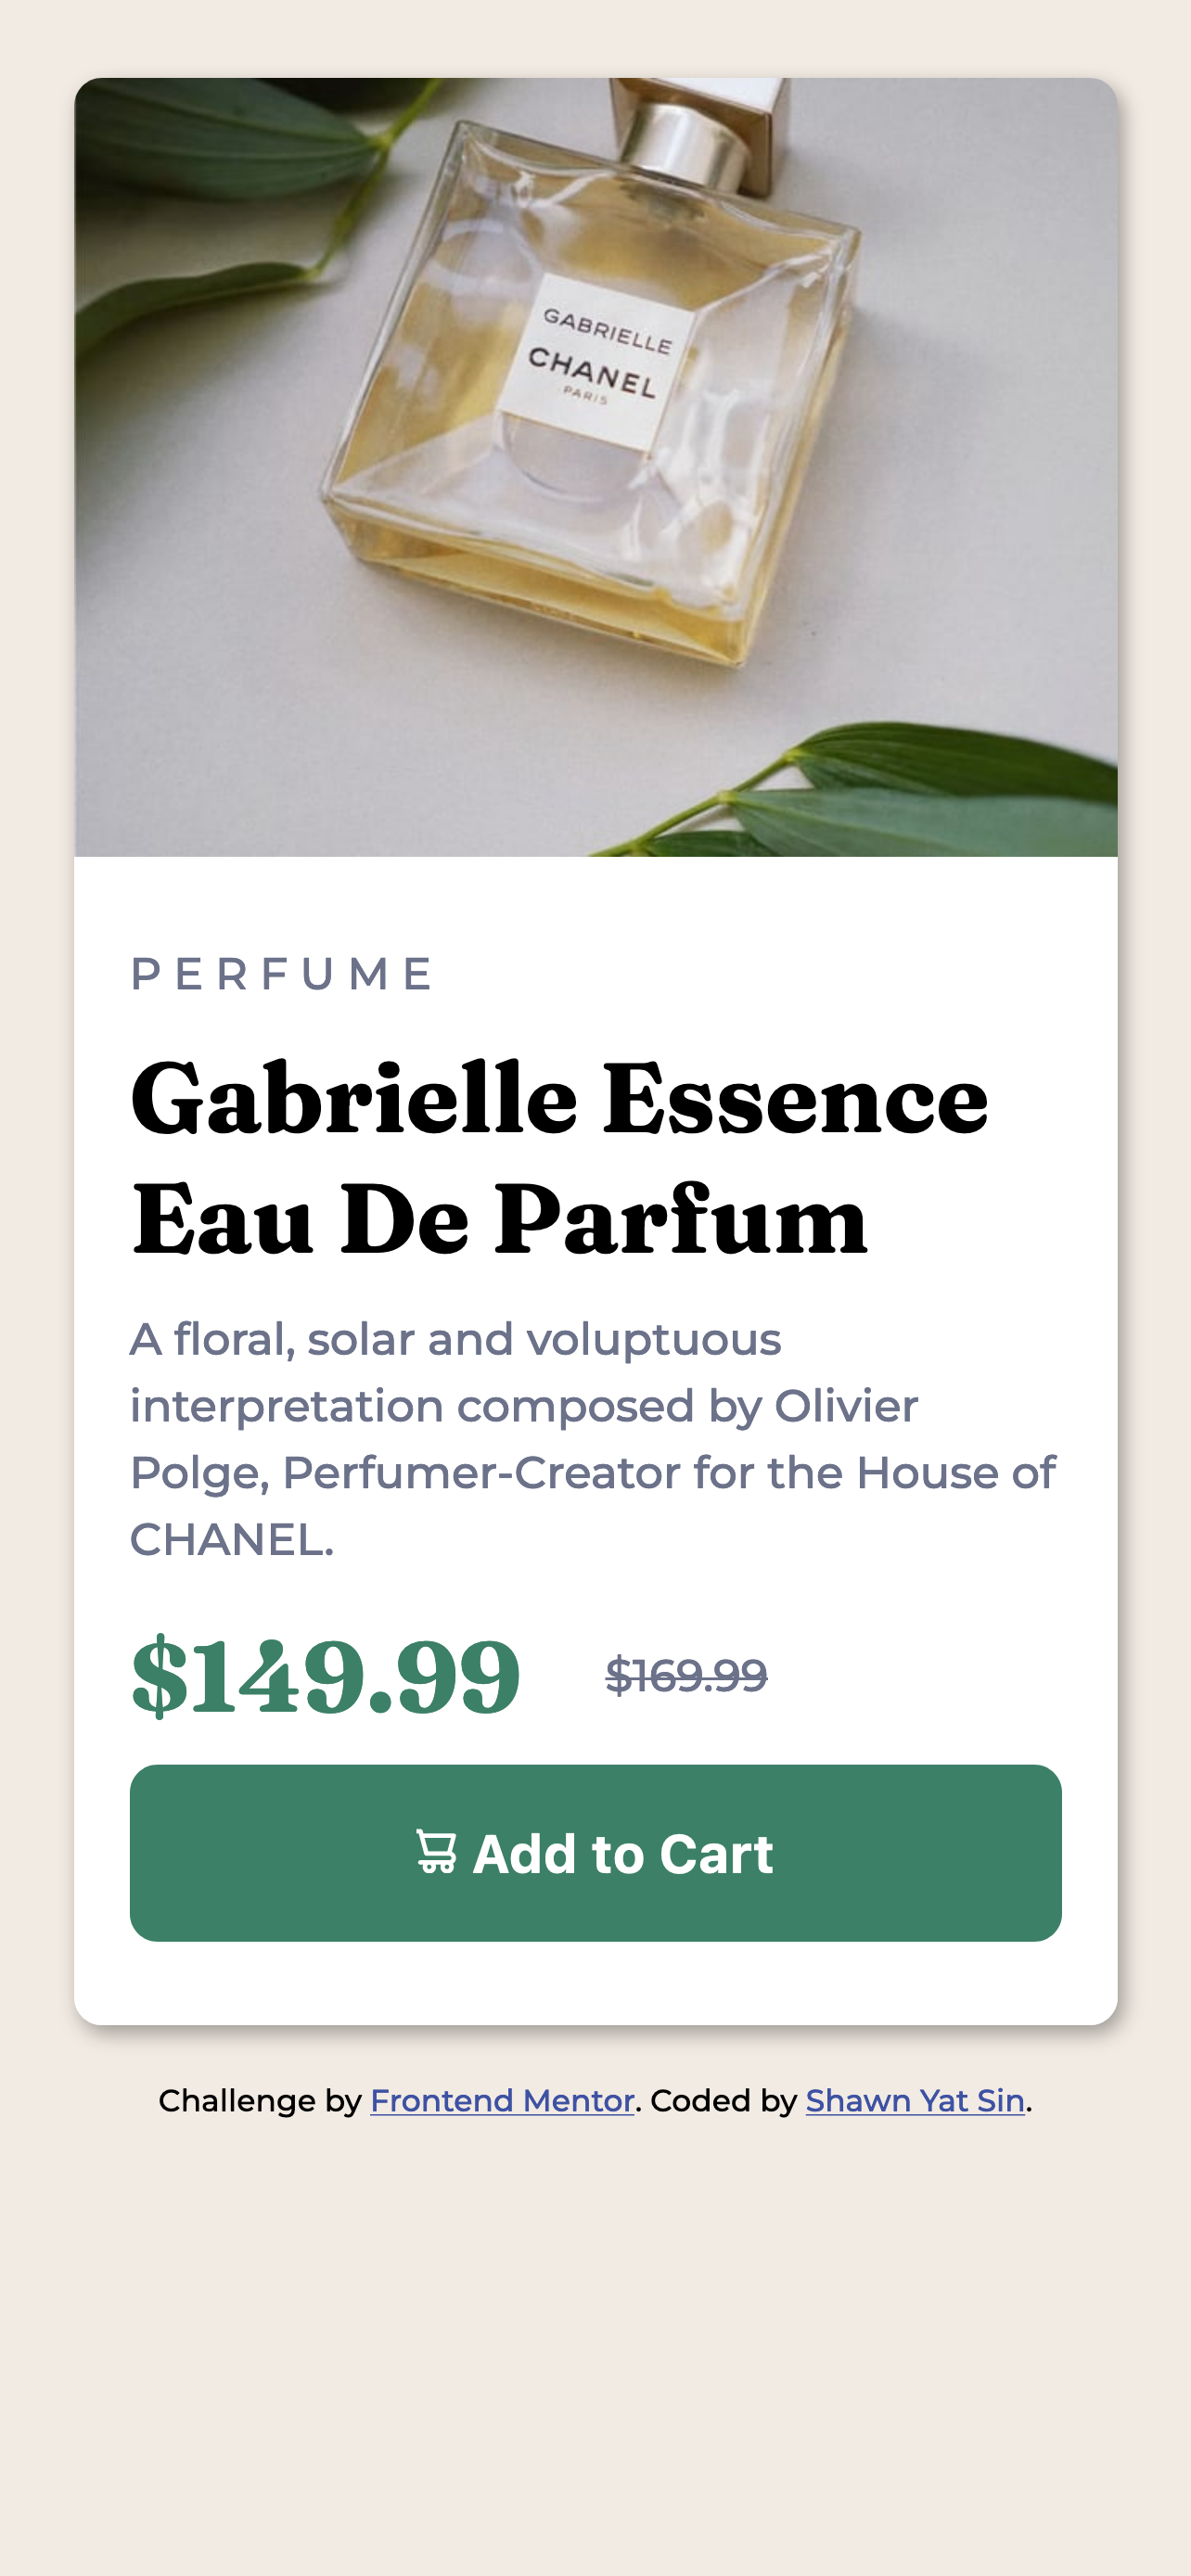 GABRIELLE
CHANEL
PARIS
PERFUME
Gabrielle Essence
Eau De Parfum
A floral, solar and voluptuous
interpretation composed by Olivier
Polge, Perfumer-Creator for the House of
CHANEL.
$149.99 $169.99
Add to Cart
Challenge by Frontend Mentor. Coded by Shawn Yat Sin.